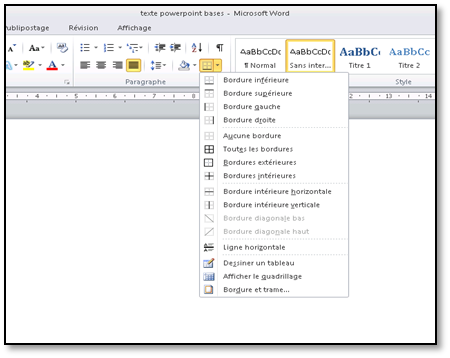 texte powerpoint bases - Microsoft Word
Publipostage Révision Affichage
AaBbCcDc AaBbCcDc AaBbCc AaBbCc
¶ Normal Sans inter... Titre 1 Titre 2
Paragraphe Style
Bordure inférieure
Bordure supérieure
Bordure gauche
Bordure droite
Aucune bordure
Toutes les bordures
Bordures extérieures
Bordures intérieures
Bordure intérieure horizontale
Bordure intérieure verticale
Bordure diagonale bas
Bordure diagonale haut
Ligne horizontale
Dessiner un tableau
Afficher le quadrillage
Bordure et trame...